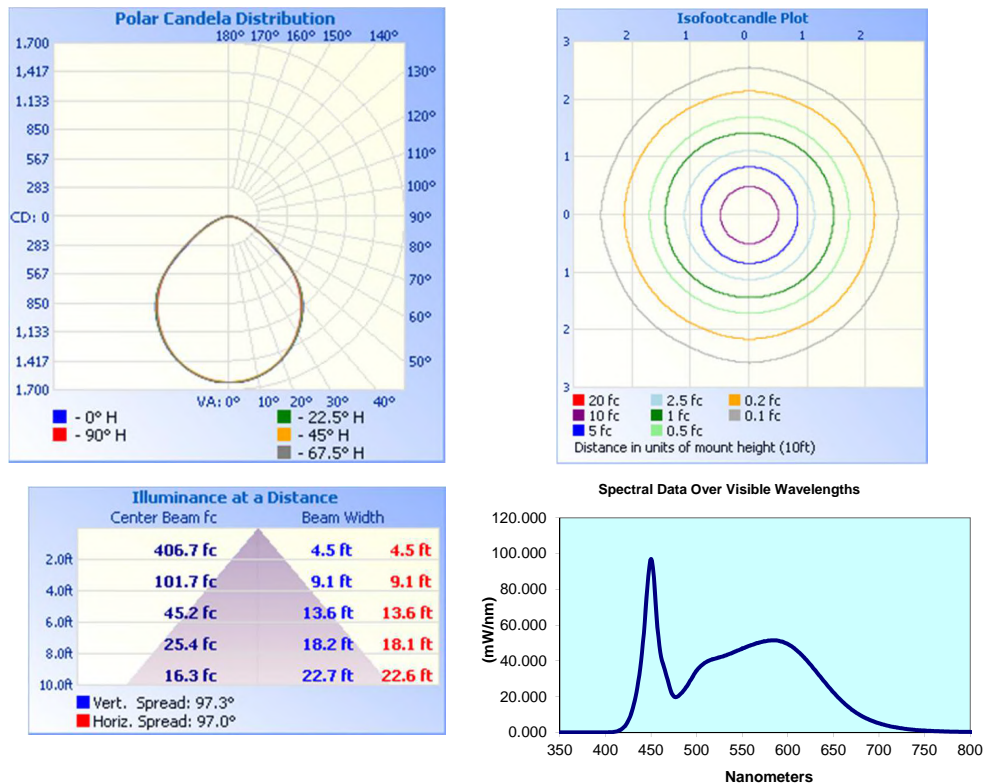 Polar Candela Distribution
180° 170° 160° 150° 140°
1,700
1,417
1,133
850
567
283
CD: 0
283
567
850
1,133
1,417
1,700
130°
120°
110°
100°
90°
80°
70°
60°
50°
VA: 0° 10° 20° 30° 40°
- 0° H
- 90° H
- 22.5° H
- 45° H
- 67.5° H
Isofootcandle Plot
2 1 0 1 2
3
2
1
0
1
2
3
20 fc
10 fc
5 fc
2.5 fc
1 fc
0.5 fc
0.2 fc
0.1 fc
Distance in units of mount height (10ft)
Illuminance at a Distance
Center Beam fc Beam Width
2.0ft 406.7 fc 4.5 ft 4.5 ft
4.0ft 101.7 fc 9.1 ft 9.1 ft
6.0ft 45.2 fc 13.6 ft 13.6 ft
8.0ft 25.4 fc 18.2 ft 18.1 ft
10.0ft 16.3 fc 22.7 ft 22.6 ft
Vert. Spread: 97.3°
Horiz. Spread: 97.0°
Spectral Data Over Visible Wavelengths
120.000
100.000
80.000
60.000
40.000
20.000
0.000
(mW/nm)
350 400 450 500 550 600 650 700 750 800
Nanometers